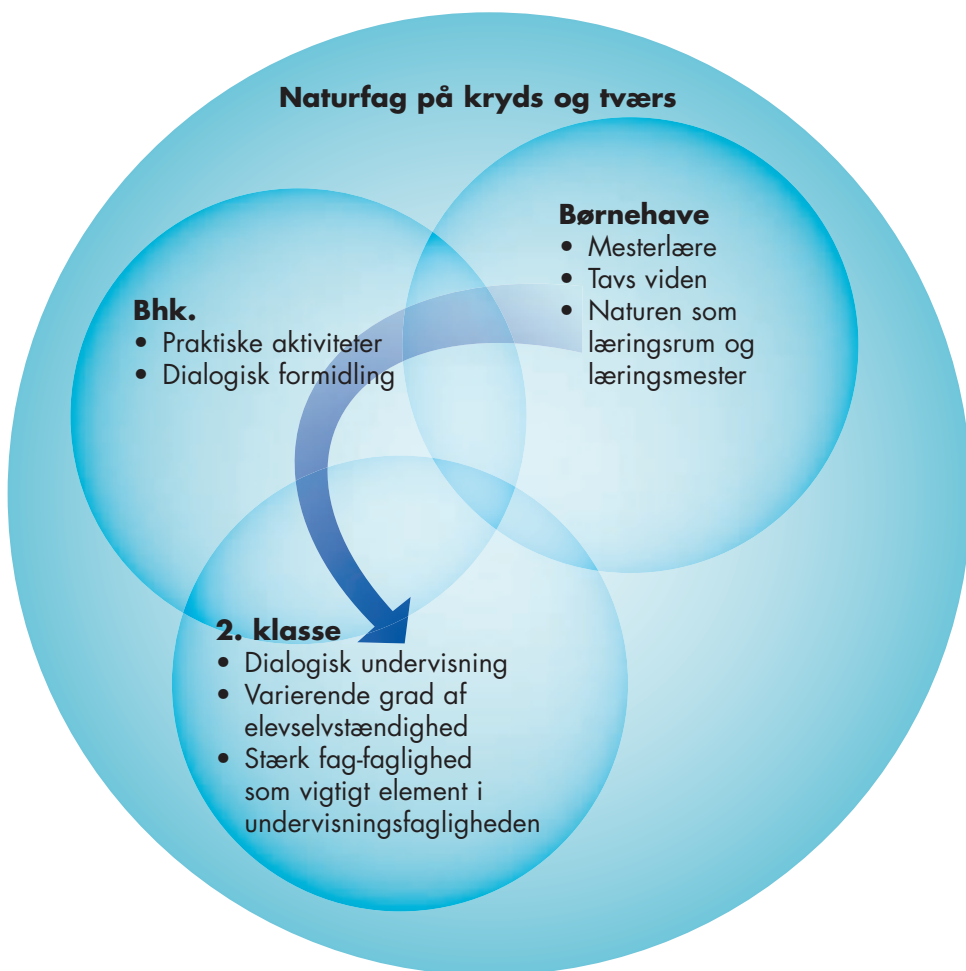 Naturfag på kryds og tværs
Børnehave
• Mesterlære
• Tavs viden
• Naturen som
læringsrum og
læringsmester
Bhk.
• Praktiske aktiviteter
• Dialogisk formidling
2. klasse
• Dialogisk undervisning
• Varierende grad af
elevselvstændighed
• Stærk fag-faglighed
som vigtigt element i
undervisningsfagligheden